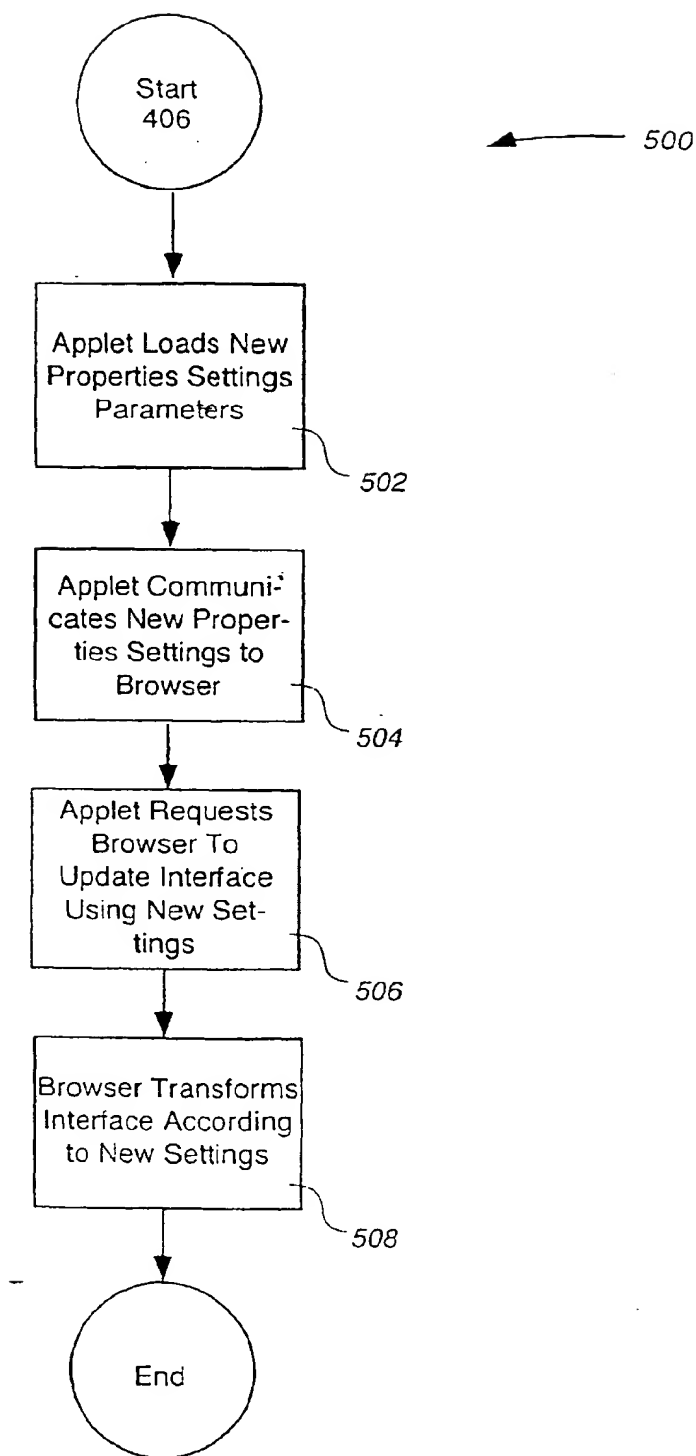 Start
406
500
Applet Loads New
Properties Settings
Parameters
502
Applet Communi-
cates New Proper-
ties Settings to
Browser
504
Applet Requests
Browser To
Update Interface
Using New Set-
tings
506
Browser Transforms
Interface According
to New Settings
508
End